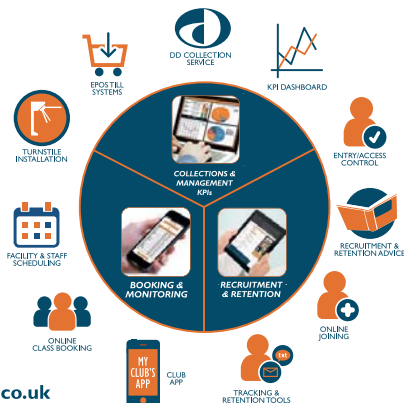 DD COLLECTION
SERVICE
EPOS TILL
SYSTEMS
KPI DASHBOARD
TURNSTILE
INSTALLATION
ENTRY/ACCESS
CONTROL
COLLECTIONS &
MANAGEMENT
KPIs
FACILITY & STAFF
SCHEDULING
RECRUITMENT &
RETENTION ADVICE
BOOKING &
MONITORING
RECRUITMENT
& RETENTION
ONLINE
CLASS BOOKING
ONLINE
JOINING
MY
CLUB'S
APP
CLUB
APP
txt
TRACKING &
RETENTION TOOLS
co.uk